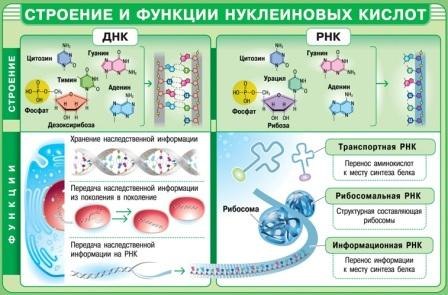 СТРОЕНИЕ И ФУНКЦИИ НУКЛЕИНОВЫХ КИСЛОТ
СТРОЕНИЕ
ДНК
Цитозин
Гуанин
Тимин
Аденин
Фосфат
Дезоксирибоза
РНК
Цитозин
Гуанин
Урацил
Аденин
Фосфат
Рибоза
ФУНКЦИИ
Хранение наследственной информации
Передача наследственной информации
из поколения в поколение
Передача наследственной
информации на РНК
Рибосома
Транспортная РНК
Перенос аминокислот
к месту синтеза белка
Рибосомальная РНК
Структурная составляющая
рибосомы
Информационная РНК
Перенос информации
к месту синтеза белка